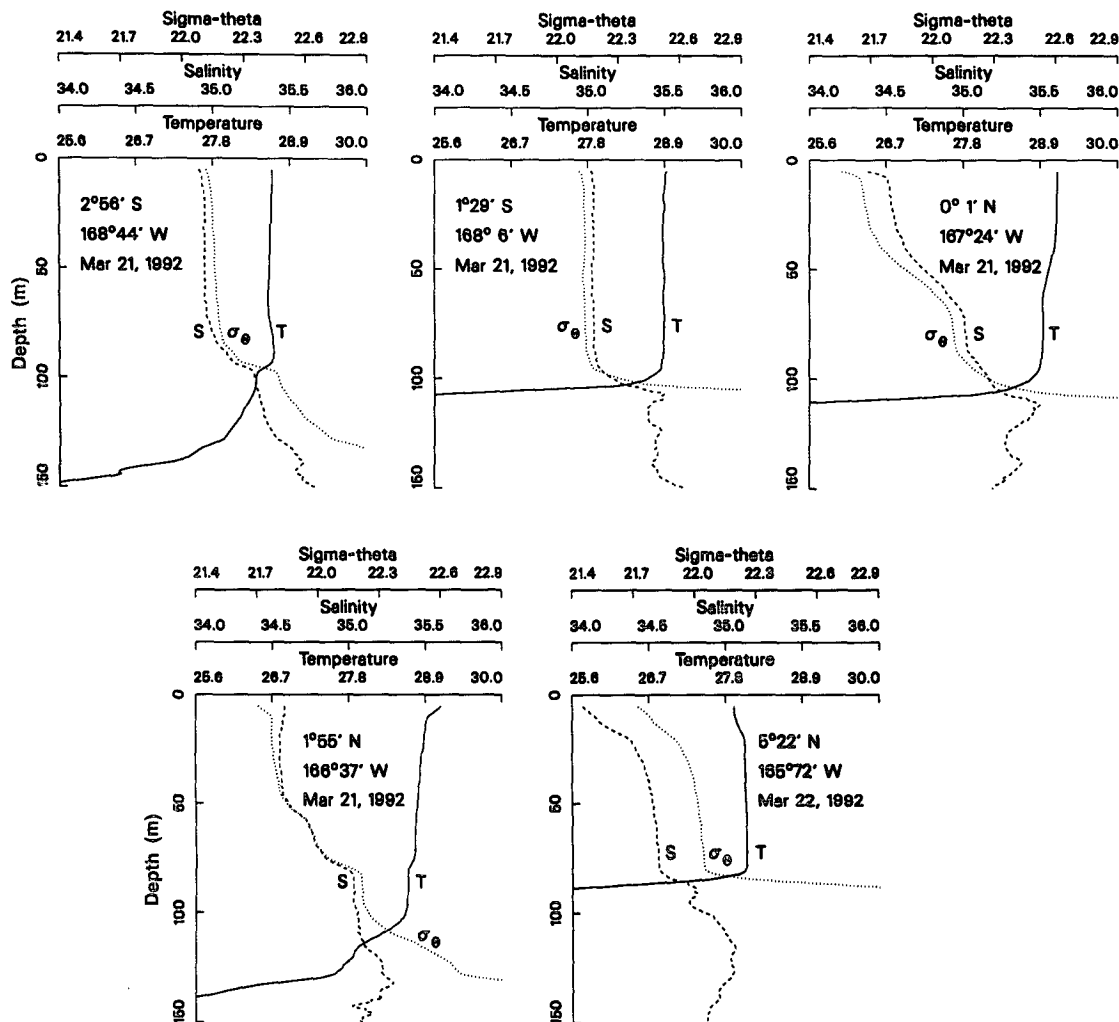 Sigma-theta
21.4 21.7 22.0 22.3 22.6 22.9
Salinity
34.0 34.5 35.0 35.5 36.0
Temperature
25.6 26.7 27.8 28.9 30.0
0
50
100
150
Depth (m)
2°56' S
168°44' W
Mar 21, 1992
S σθ T
Sigma-theta
21.4 21.7 22.0 22.3 22.6 22.9
Salinity
34.0 34.5 35.0 35.5 36.0
Temperature
25.6 26.7 27.8 28.9 30.0
0
50
100
150
1°29' S
168° 6' W
Mar 21, 1992
σθ S T
Sigma-theta
21.4 21.7 22.0 22.3 22.6 22.9
Salinity
34.0 34.5 35.0 35.5 36.0
Temperature
25.6 26.7 27.8 28.9 30.0
0
50
100
150
0° 1' N
167°24' W
Mar 21, 1992
σθ S T
Sigma-theta
21.4 21.7 22.0 22.3 22.6 22.9
Salinity
34.0 34.5 35.0 35.5 36.0
Temperature
25.6 26.7 27.8 28.9 30.0
0
50
100
150
Depth (m)
1°55' N
166°37' W
Mar 21, 1992
S T
σθ
Sigma-theta
21.4 21.7 22.0 22.3 22.6 22.9
Salinity
34.0 34.5 35.0 35.5 36.0
Temperature
25.6 26.7 27.8 28.9 30.0
0
50
100
150
5°22' N
165°72' W
Mar 22, 1992
S σθ T